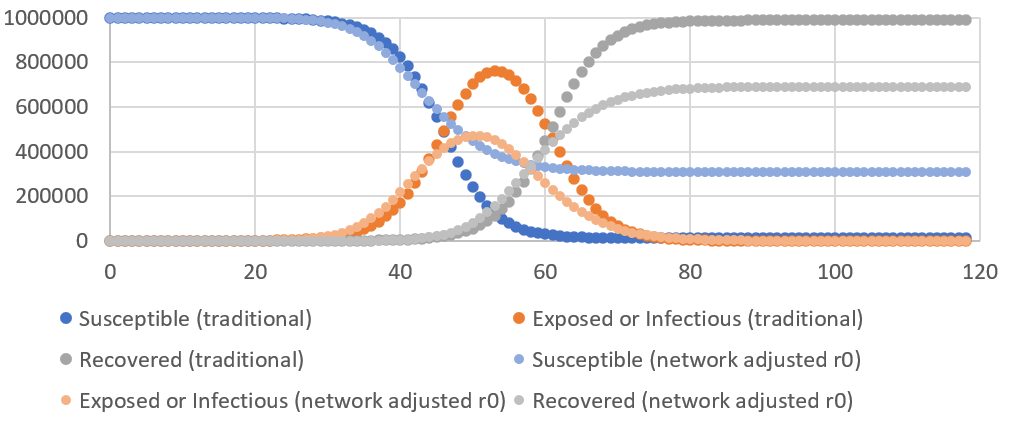 1000000
800000
600000
400000
200000
0
0 20 40 60 80 100 120
Susceptible (traditional) Exposed or Infectious (traditional)
Recovered (traditional) Susceptible (network adjusted r0)
Exposed or Infectious (network adjusted r0) Recovered (network adjusted r0)